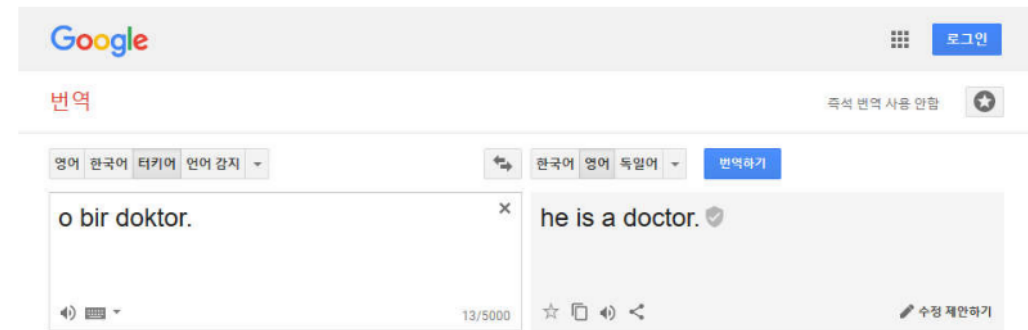 Google 로그인
번역 즉석 번역 사용 안함
영어 한국어 터키어 언어 감지 한국어 영어 독일어 번역하기
o bir doktor. he is a doctor.
13/5000 수정 제안하기